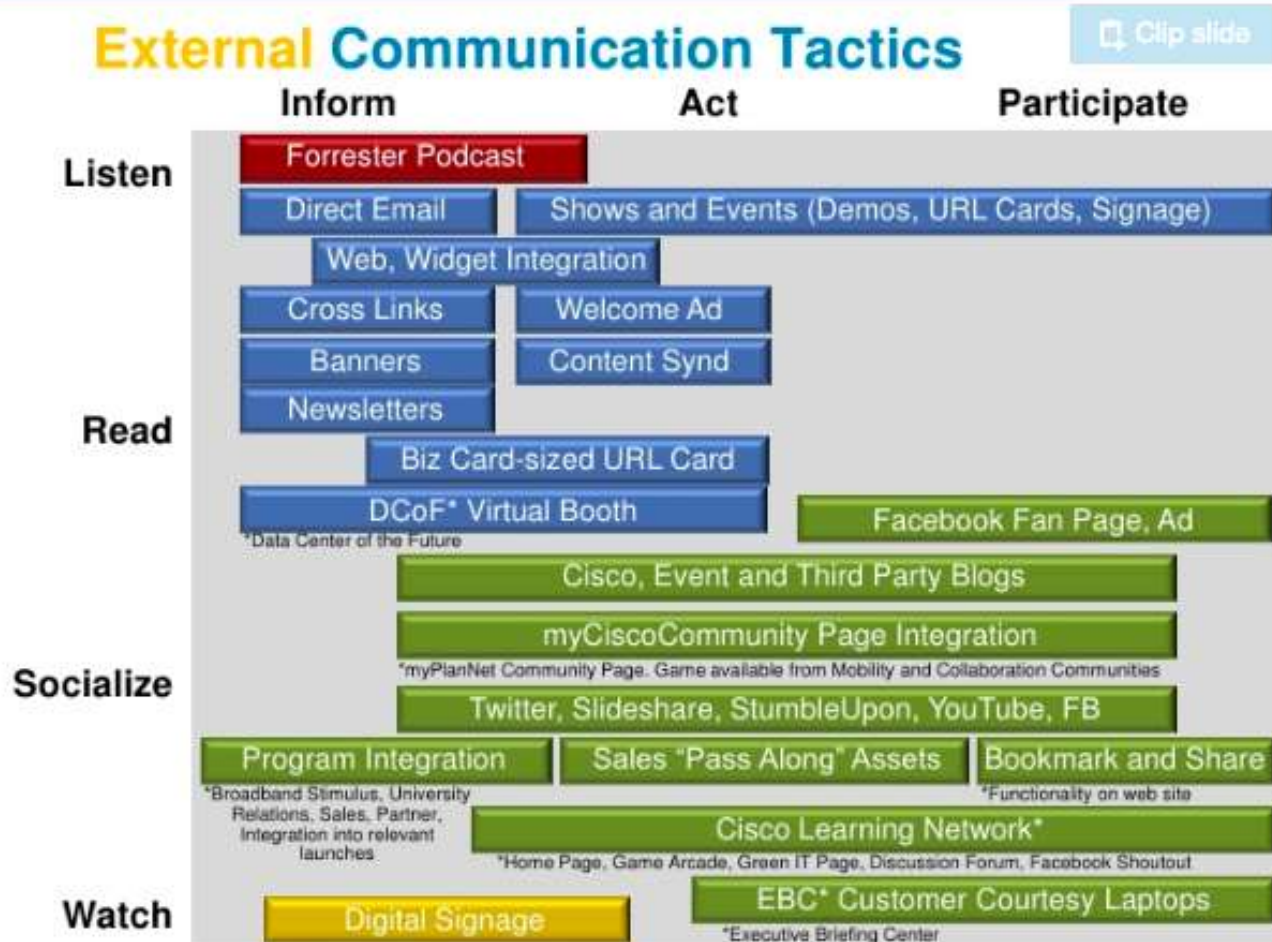 External Communication Tactics
Clip slide
Inform Act Participate
Listen
Forrester Podcast
Direct Email
Shows and Events (Demos, URL Cards, Signage)
Web, Widget Integration
Cross Links
Welcome Ad
Banners
Content Synd
Read
Newsletters
Biz Card-sized URL Card
DCoF* Virtual Booth
*Data Center of the Future
Facebook Fan Page, Ad
Cisco, Event and Third Party Blogs
myCiscoCommunity Page Integration
*myPlanNet Community Page. Game available from Mobility and Collaboration Communities
Socialize
Twitter, Slideshare, StumbleUpon, YouTube, FB
Program Integration
*Broadband Stimulus, University
Relations, Sales, Partner,
Integration into relevant
launches
Sales "Pass Along" Assets
Bookmark and Share
*Functionality on web site
Cisco Learning Network*
*Home Page, Game Arcade, Green IT Page, Discussion Forum, Facebook Shoutout
Watch
Digital Signage
EBC* Customer Courtesy Laptops
*Executive Briefing Center